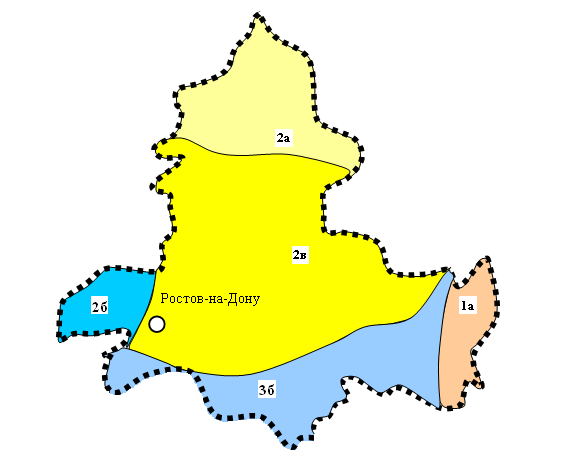 2а
2в
Ростов-на-Дону
2б
1а
3б